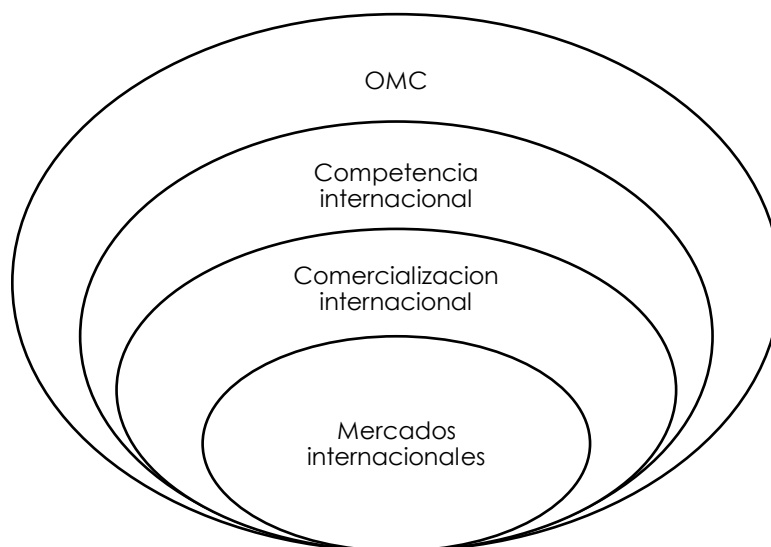 OMC
Competencia
internacional
Comercializacion
internacional
Mercados
internacionales